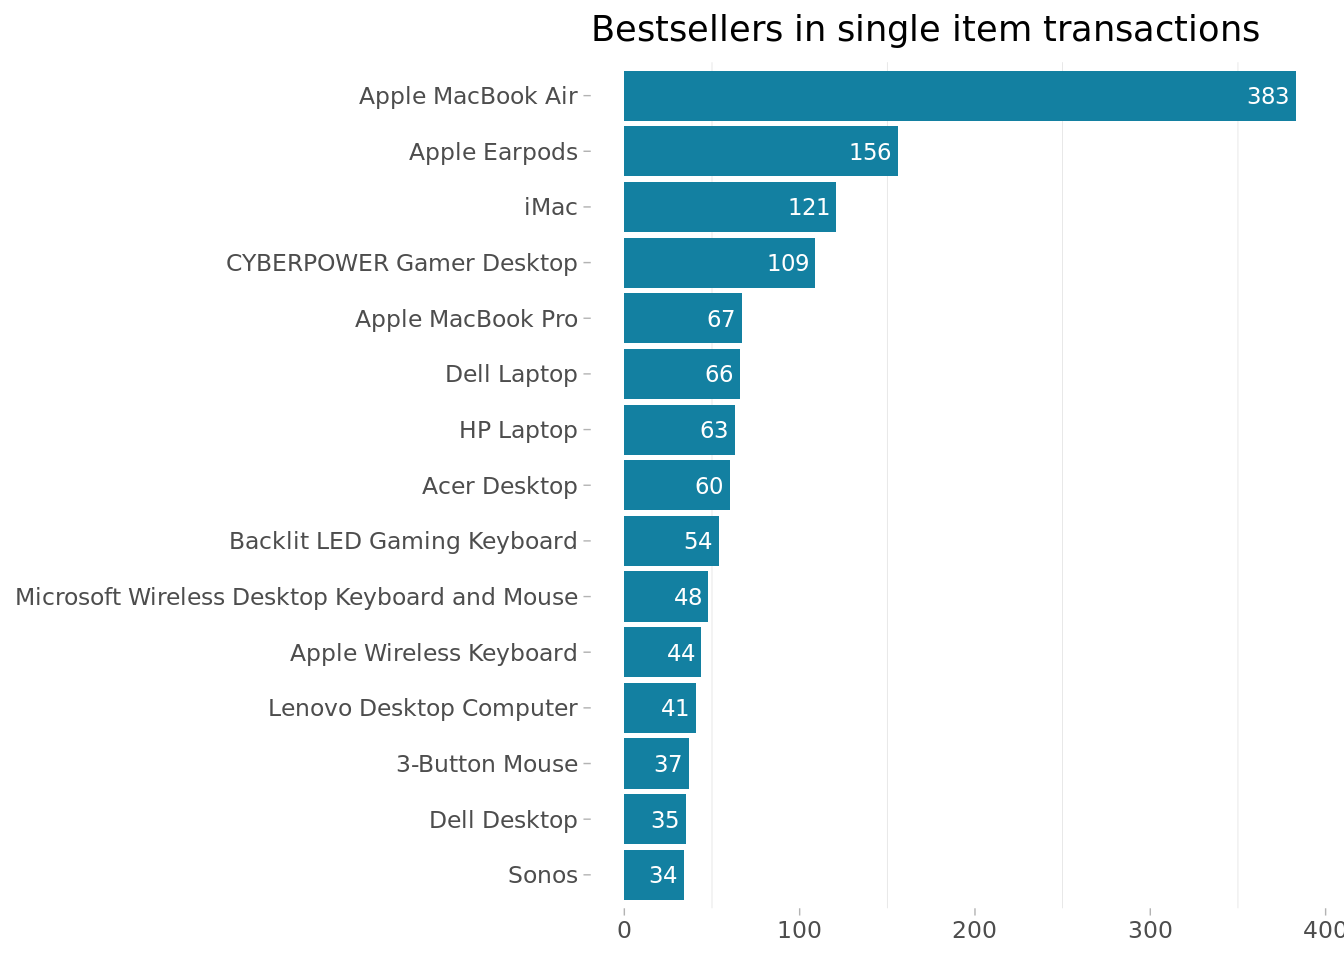 Bestsellers in single item transactions
Apple MacBook Air 383
Apple Earpods 156
iMac 121
CYBERPOWER Gamer Desktop 109
Apple MacBook Pro 67
Dell Laptop 66
HP Laptop 63
Acer Desktop 60
Backlit LED Gaming Keyboard 54
Microsoft Wireless Desktop Keyboard and Mouse 48
Apple Wireless Keyboard 44
Lenovo Desktop Computer 41
3-Button Mouse 37
Dell Desktop 35
Sonos 34
0 100 200 300 400